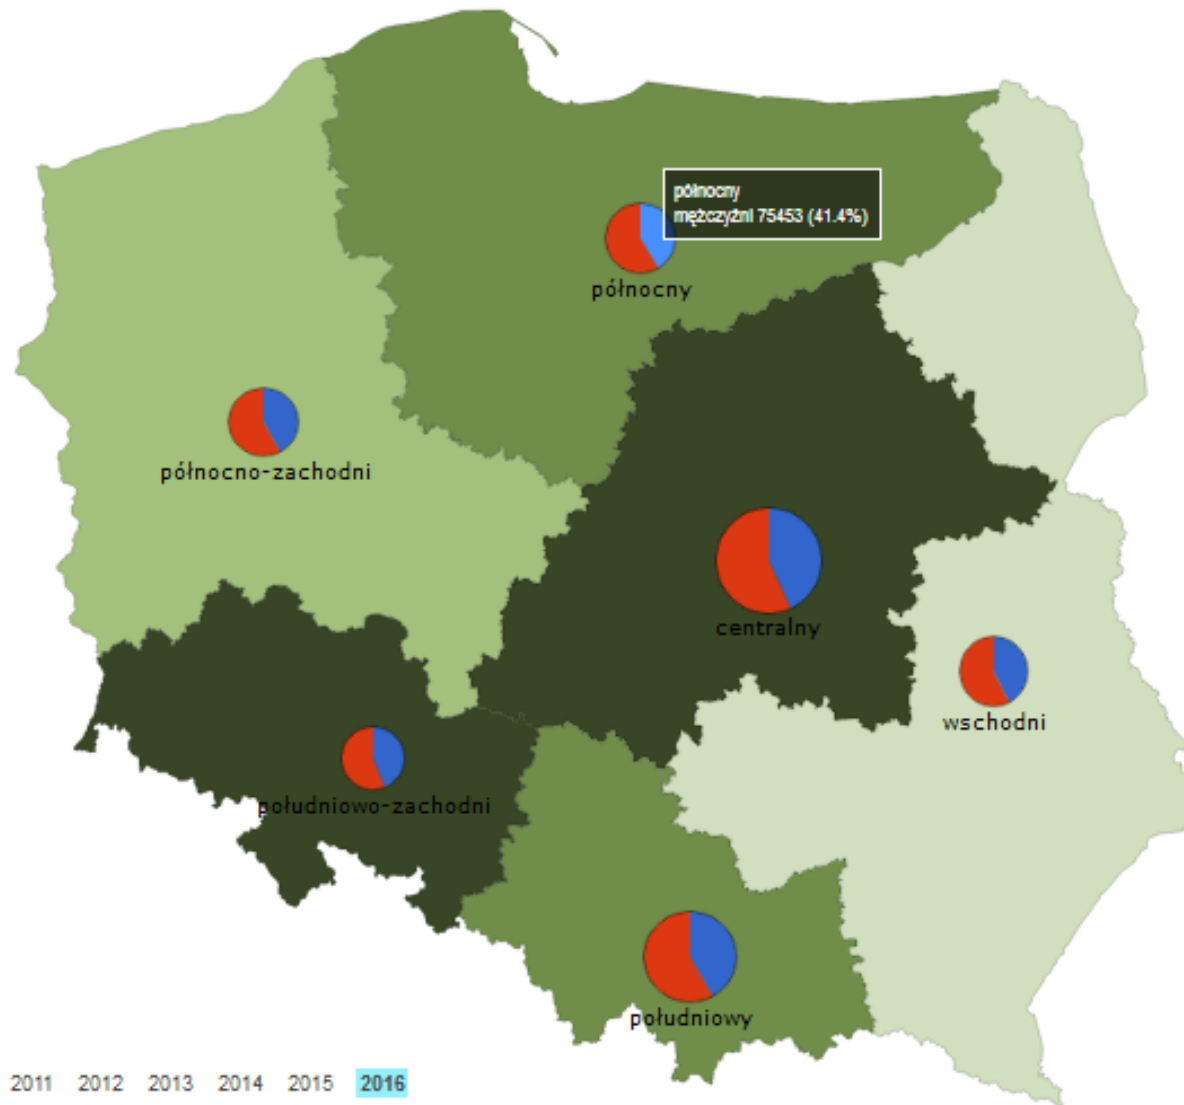 północny
mężczyźni 75453 (41.4%)
północny
północno-zachodni
centralny
wschodni
południowo-zachodni
południowy
2011 2012 2013 2014 2015 2016